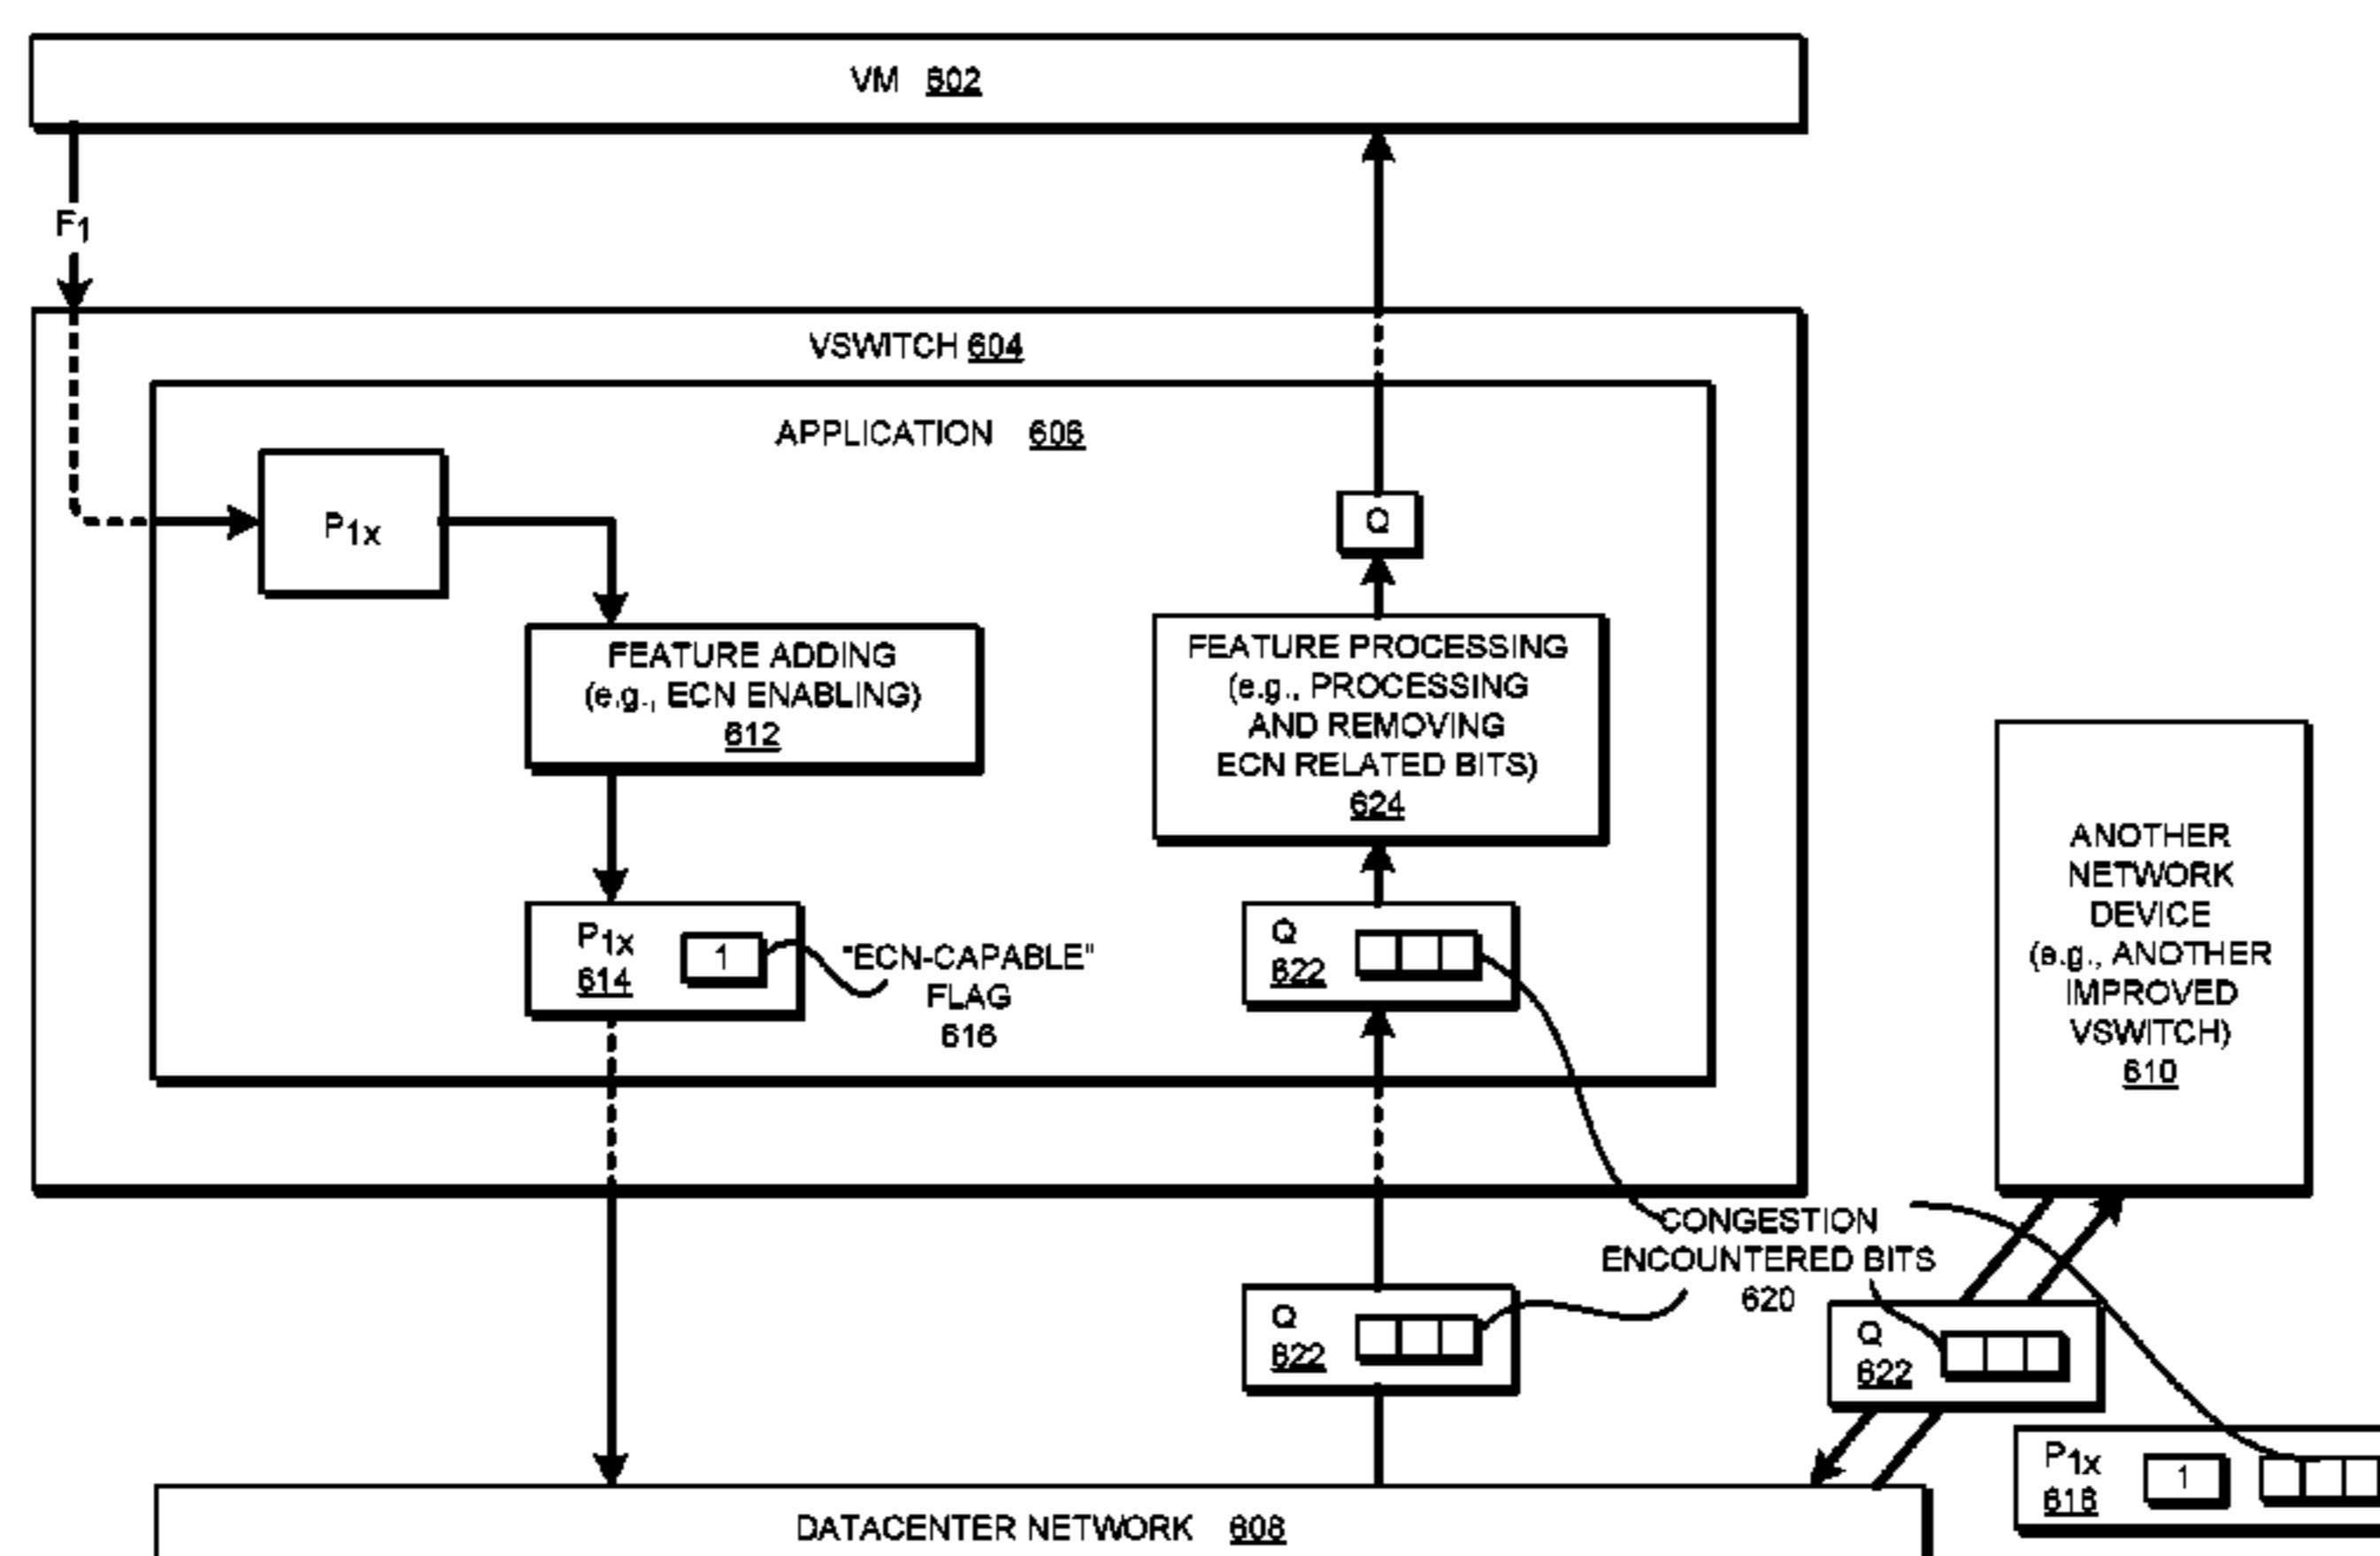 VM 602
F1
VSWITCH 604
APPLICATION 606
P1x
Q
FEATURE ADDING
(e.g., ECN ENABLING)
612
FEATURE PROCESSING
(e.g., PROCESSING
AND REMOVING
ECN RELATED BITS)
624
P1x
614
1
"ECN-CAPABLE"
FLAG
616
Q
622
ANOTHER
NETWORK
DEVICE
(e.g., ANOTHER
IMPROVED
VSWITCH)
610
CONGESTION
ENCOUNTERED BITS
620
Q
622
Q
622
P1x
618
1
DATACENTER NETWORK 608